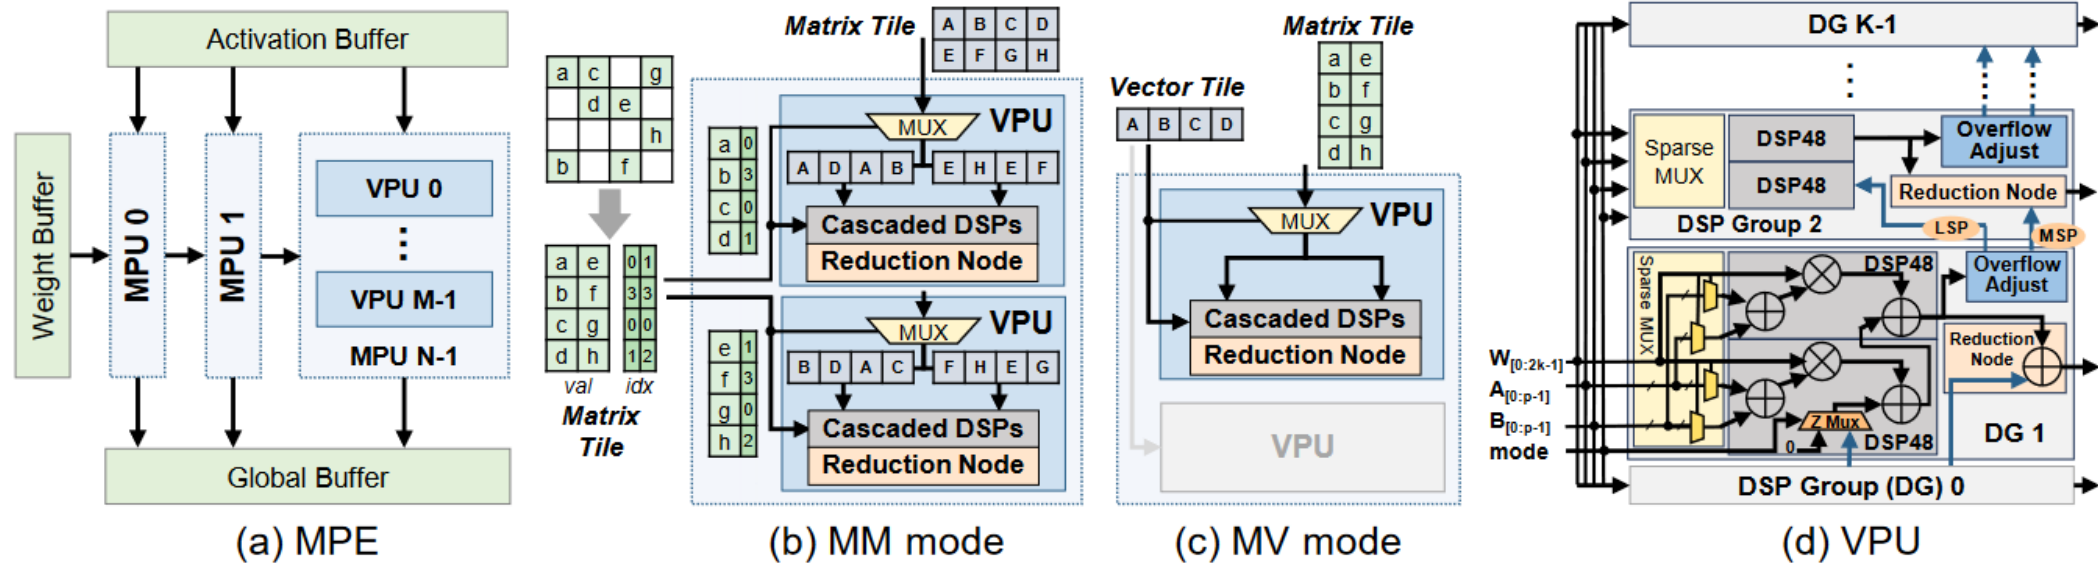 Activation Buffer
Weight Buffer
MPU 0
MPU 1
VPU 0
⋮
VPU M-1
MPU N-1
Global Buffer
(a) MPE
Matrix Tile
A B C D
E F G H
a c g
d e
h
b f
a e
b f
c g
d h
val
0 1
3 3
0 0
1 2
idx
Matrix
Tile
a 0
b 3
c 0
d 1
VPU
MUX
A D A B
E H E F
Cascaded DSPs
Reduction Node
e 1
f 3
g 0
h 2
VPU
MUX
B D A C
F H E G
Cascaded DSPs
Reduction Node
(b) MM mode
Matrix Tile
a e
b f
c g
d h
Vector Tile
A B C D
VPU
MUX
Cascaded DSPs
Reduction Node
VPU
(c) MV mode
DG K-1
Sparse
MUX
DSP48
DSP48
Overflow
Adjust
Reduction Node
DSP Group 2
LSP
MSP
Sparse MUX
DSP48
Overflow
Adjust
Reduction
Node
Z Mux
0
DSP48
DG 1
W[0:2k-1]
A[0:p-1]
B[0:p-1]
mode
DSP Group (DG) 0
(d) VPU